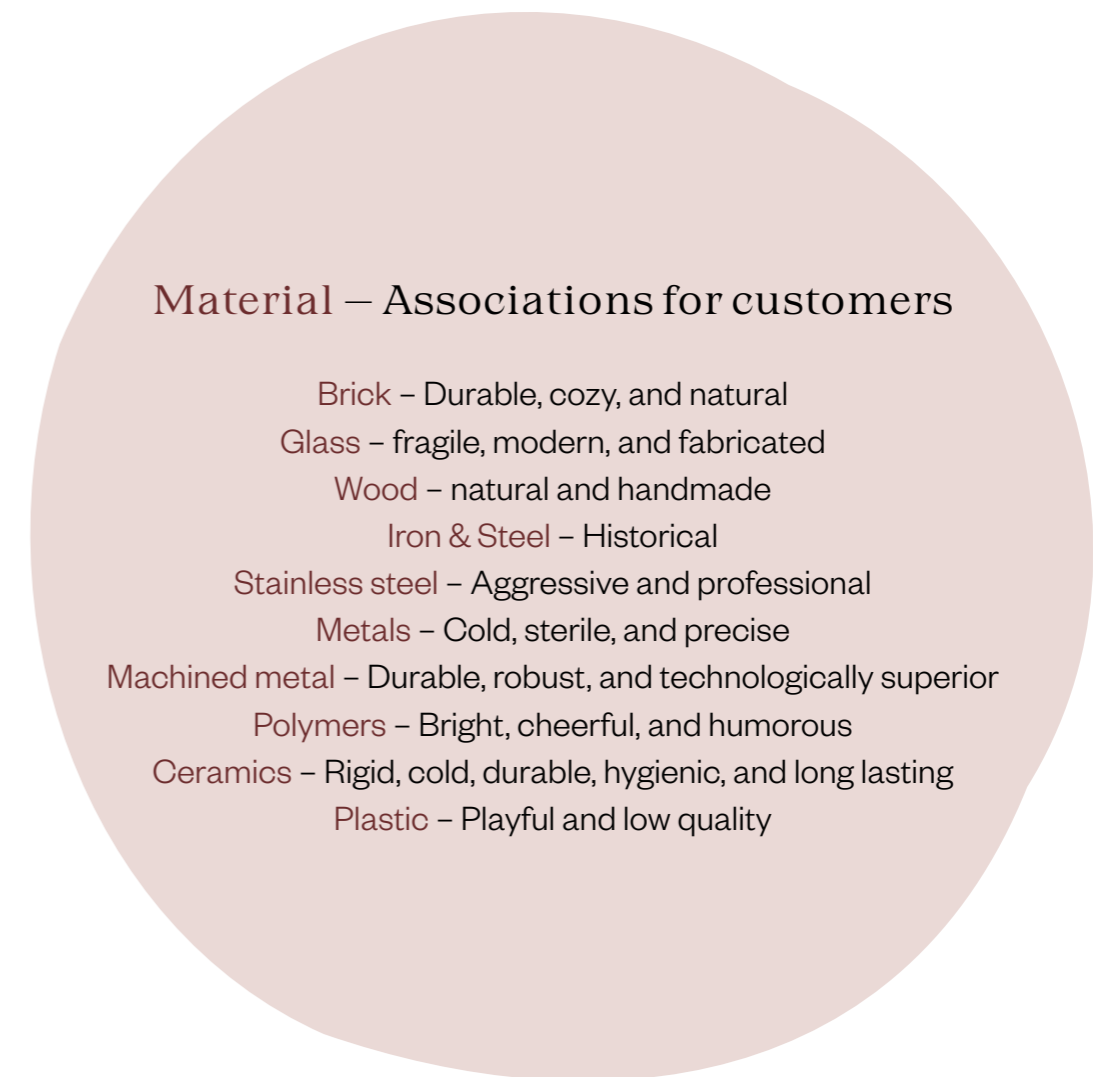 Material – Associations for customers
Brick – Durable, cozy, and natural
Glass – fragile, modern, and fabricated
Wood – natural and handmade
Iron & Steel – Historical
Stainless steel – Aggressive and professional
Metals – Cold, sterile, and precise
Machined metal – Durable, robust, and technologically superior
Polymers – Bright, cheerful, and humorous
Ceramics – Rigid, cold, durable, hygienic, and long lasting
Plastic – Playful and low quality